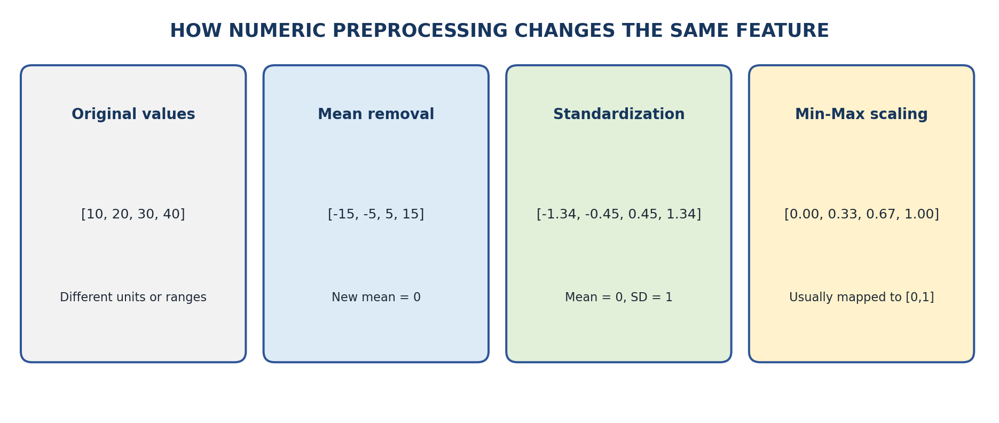 HOW NUMERIC PREPROCESSING CHANGES THE SAME FEATURE
Original values
[10, 20, 30, 40]
Different units or ranges
Mean removal
[-15, -5, 5, 15]
New mean = 0
Standardization
[-1.34, -0.45, 0.45, 1.34]
Mean = 0, SD = 1
Min-Max scaling
[0.00, 0.33, 0.67, 1.00]
Usually mapped to [0,1]